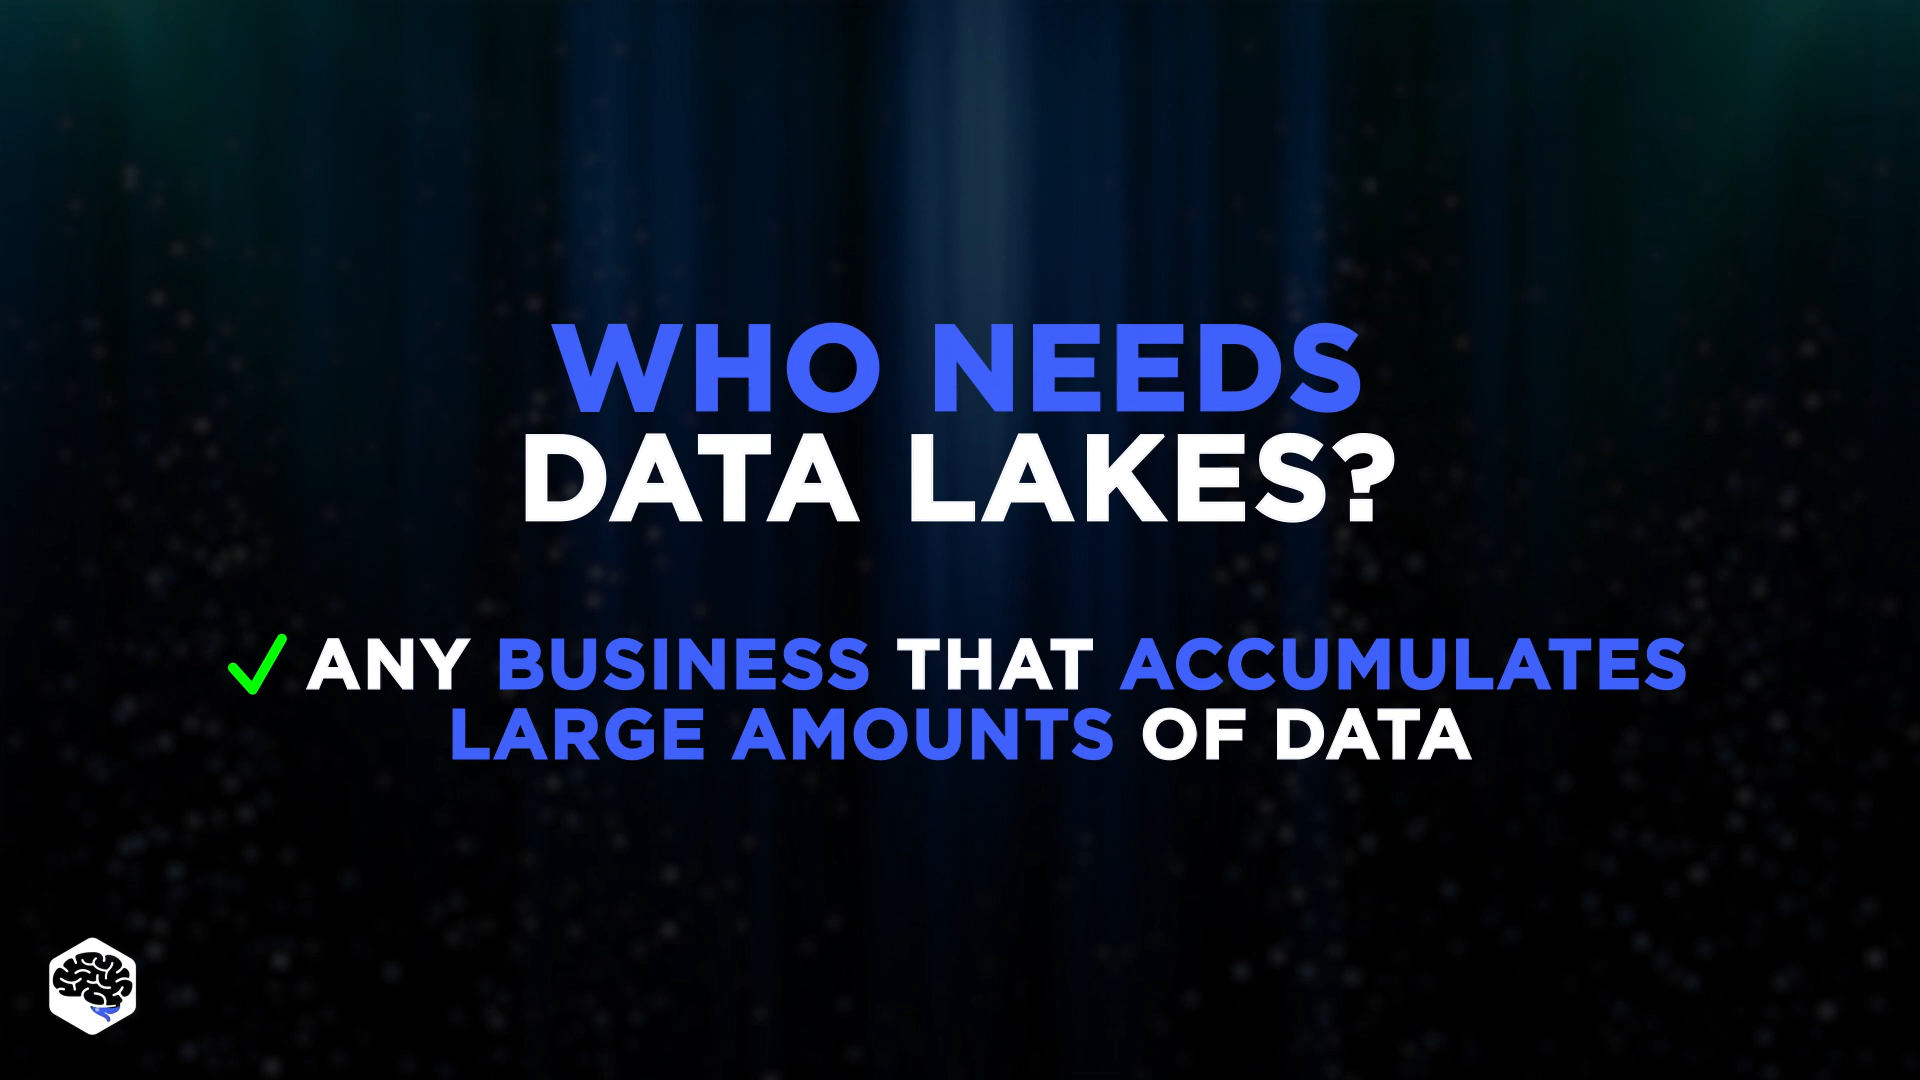 WHO NEEDS
DATA LAKES?
ANY BUSINESS THAT ACCUMULATES
LARGE AMOUNTS OF DATA